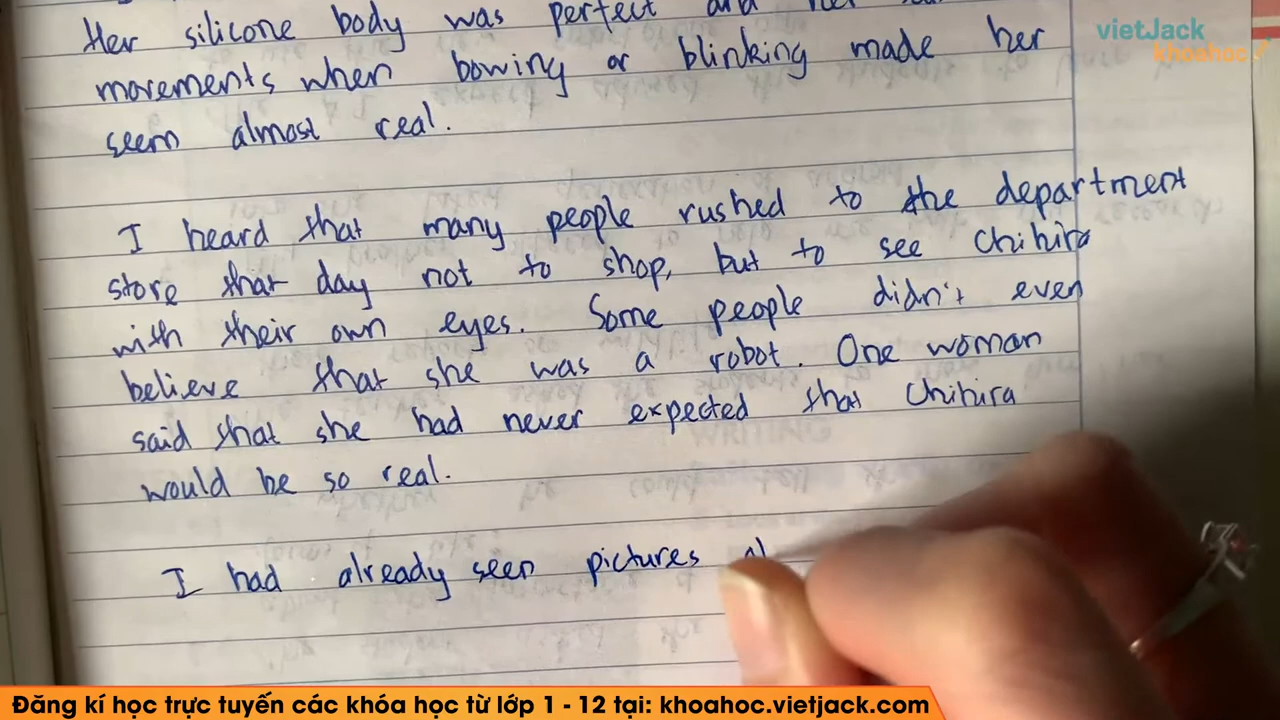 Her silicone body was perfect and her
vietJack
khoahoc
movements when bowing or blinking made her
seem almost real.
I heard that many people rushed to the department
store that day not to shop, but to see Chihira
with their own eyes. Some people didn't even
believe that she was a robot. One woman
said that she had never expected that Chihira
would be so real.
I had already seen pictures
Đăng kí học trực tuyến các khóa học từ lớp 1 - 12 tại: khoahoc.vietjack.com